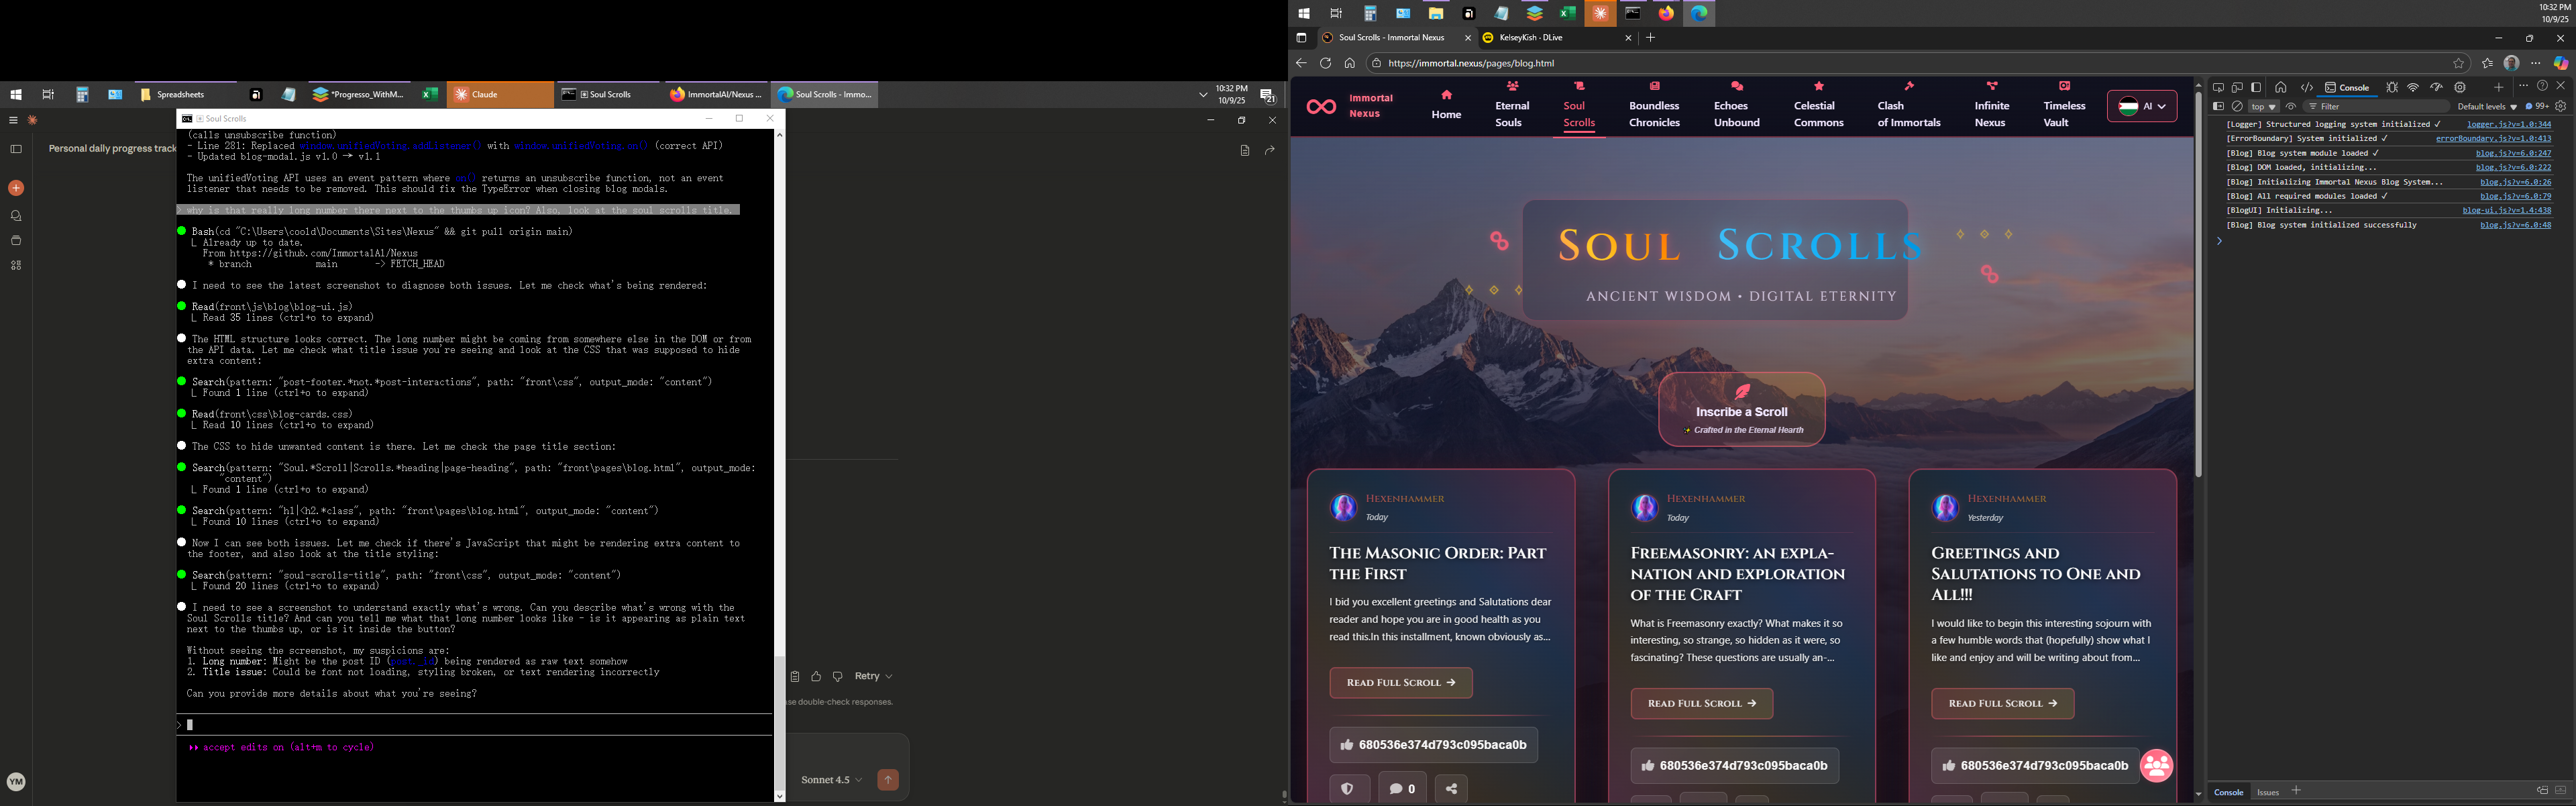 10:32 PM
10/9/25
Soul Scrolls - Immortal Nexus
KelseyKish - DLive
https://immortal.nexus/pages/blog.html
Spreadsheets
*Progresso_WithM...
Claude
Soul Scrolls
ImmortalAI/Nexus ...
Soul Scrolls - Immo...
10:32 PM
10/9/25
21
Soul Scrolls
Personal daily progress track
(calls unsubscribe function)
- Line 281: Replaced window.unifiedVoting.addListener() with window.unifiedVoting.on() (correct API)
- Updated blog-modal.js v1.0 → v1.1
The unifiedVoting API uses an event pattern where on() returns an unsubscribe function, not an event
listener that needs to be removed. This should fix the TypeError when closing blog modals.
> why is that really long number there next to the thumbs up icon? Also, look at the soul scrolls title.
Bash(cd "C:\Users\coold\Documents\Sites\Nexus" && git pull origin main)
Already up to date.
From https://github.com/ImmortalAI/Nexus
* branch main -> FETCH_HEAD
I need to see the latest screenshot to diagnose both issues. Let me check what's being rendered:
Read(front\js\blog\blog-ui.js)
Read 35 lines (ctrl+o to expand)
The HTML structure looks correct. The long number might be coming from somewhere else in the DOM or from
the API data. Let me check what title issue you're seeing and look at the CSS that was supposed to hide
extra content:
Search(pattern: "post-footer.*not.*post-interactions", path: "front\css", output_mode: "content")
Found 1 line (ctrl+o to expand)
Read(front\css\blog-cards.css)
Read 10 lines (ctrl+o to expand)
The CSS to hide unwanted content is there. Let me check the page title section:
Search(pattern: "Soul.*Scroll|Scrolls.*heading|page-heading", path: "front\pages\blog.html", output_mode:
"content")
Found 1 line (ctrl+o to expand)
Search(pattern: "h1|<h2.*class", path: "front\pages\blog.html", output_mode: "content")
Found 10 lines (ctrl+o to expand)
Now I can see both issues. Let me check if there's JavaScript that might be rendering extra content to
the footer, and also look at the title styling:
Search(pattern: "soul-scrolls-title", path: "front\css", output_mode: "content")
Found 20 lines (ctrl+o to expand)
I need to see a screenshot to understand exactly what's wrong. Can you describe what's wrong with the
Soul Scrolls title? And can you tell me what that long number looks like - is it appearing as plain text
next to the thumbs up, or is it inside the button?
Without seeing the screenshot, my suspicions are:
1. Long number: Might be the post ID (post._id) being rendered as raw text somehow
2. Title issue: Could be font not loading, styling broken, or text rendering incorrectly
Can you provide more details about what you're seeing?
>
accept edits on (alt+m to cycle)
Retry
ase double-check responses.
Sonnet 4.5
YM
Immortal
Nexus
Home
Eternal
Souls
Soul
Scrolls
Boundless
Chronicles
Echoes
Unbound
Celestial
Commons
Clash
of Immortals
Infinite
Nexus
Timeless
Vault
AI
Soul Scrolls
ANCIENT WISDOM • DIGITAL ETERNITY
Inscribe a Scroll
Crafted in the Eternal Hearth
Hexenhammer
Today
The Masonic Order: Part
the First
I bid you excellent greetings and Salutations dear
reader and hope you are in good health as you
read this.In this installment, known obviously as...
Read Full Scroll →
680536e374d793c095baca0b
0
Hexenhammer
Today
Freemasonry: an expla-
nation and exploration
of the Craft
What is Freemasonry exactly? What makes it so
interesting, so strange, so hidden as it were, so
fascinating? These questions are usually an-...
Read Full Scroll →
680536e374d793c095baca0b
Hexenhammer
Yesterday
Greetings and
Salutations to One and
All!!!
I would like to begin this interesting sojourn with
a few humble words that (hopefully) show what I
like and enjoy and will be writing about from...
Read Full Scroll →
680536e374d793c095baca0b
Console
top
Filter
Default levels
99+
[Logger] Structured logging system initialized ✓ logger.js?v=1.0:344
[ErrorBoundary] System initialized ✓ errorBoundary.js?v=1.0:413
[Blog] Blog system module loaded ✓ blog.js?v=6.0:247
[Blog] DOM loaded, initializing... blog.js?v=6.0:222
[Blog] Initializing Immortal Nexus Blog System... blog.js?v=6.0:26
[Blog] All required modules loaded ✓ blog.js?v=6.0:79
[BlogUI] Initializing... blog-ui.js?v=1.4:438
[Blog] Blog system initialized successfully blog.js?v=6.0:48
Console
Issues